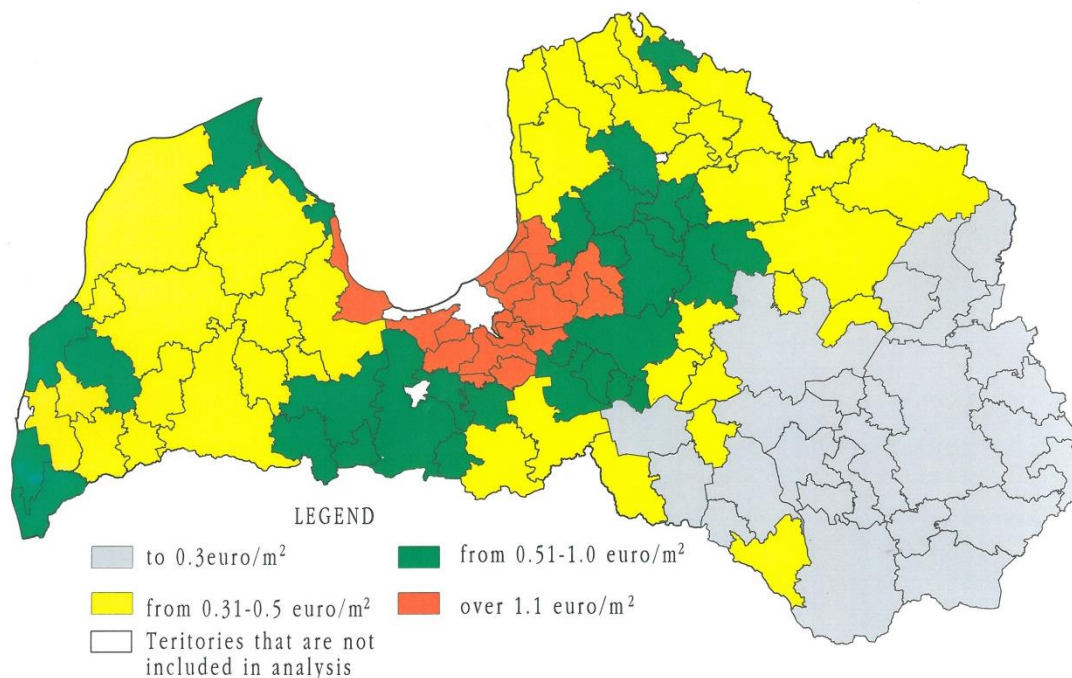 LEGEND
to 0.3euro/m²
from 0.31-0.5 euro/m²
Teritories that are not
included in analysis
from 0.51-1.0 euro/m²
over 1.1 euro/m²